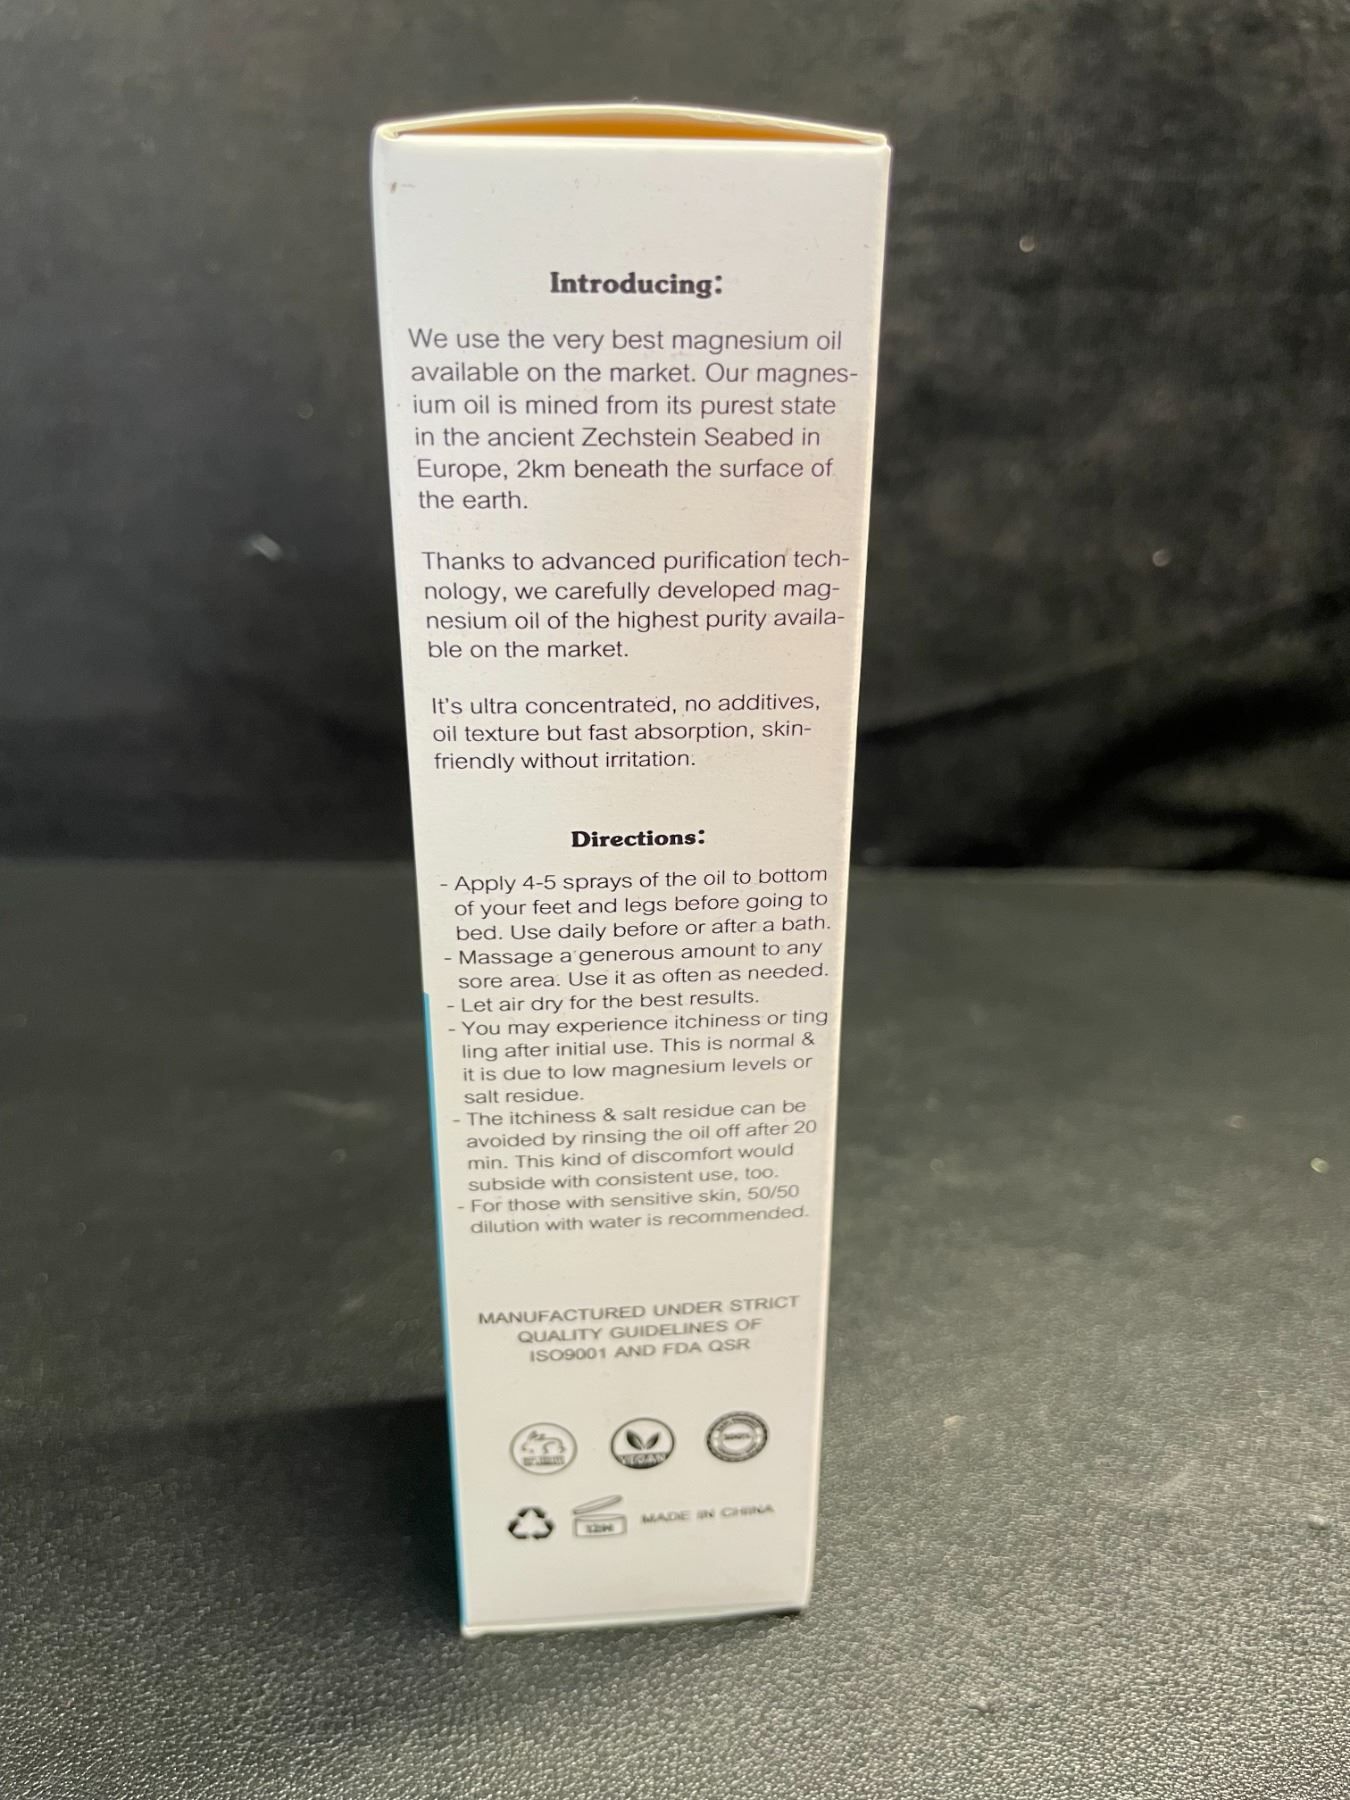 Introducing:
We use the very best magnesium oil
available on the market. Our magnes-
ium oil is mined from its purest state
in the ancient Zechstein Seabed in
Europe, 2km beneath the surface of
the earth.
Thanks to advanced purification tech-
nology, we carefully developed mag-
nesium oil of the highest purity availa-
ble on the market.
It's ultra concentrated, no additives,
oil texture but fast absorption, skin-
friendly without irritation.
Directions:
- Apply 4-5 sprays of the oil to bottom
of your feet and legs before going to
bed. Use daily before or after a bath.
- Massage a generous amount to any
sore area. Use it as often as needed.
- Let air dry for the best results.
- You may experience itchiness or ting
ling after initial use. This is normal &
it is due to low magnesium levels or
salt residue.
- The itchiness & salt residue can be
avoided by rinsing the oil off after 20
min. This kind of discomfort would
subside with consistent use, too.
- For those with sensitive skin, 50/50
dilution with water is recommended.
MANUFACTURED UNDER STRICT
QUALITY GUIDELINES OF
ISO9001 AND FDA QSR
VEGAN
12M
MADE IN CHINA